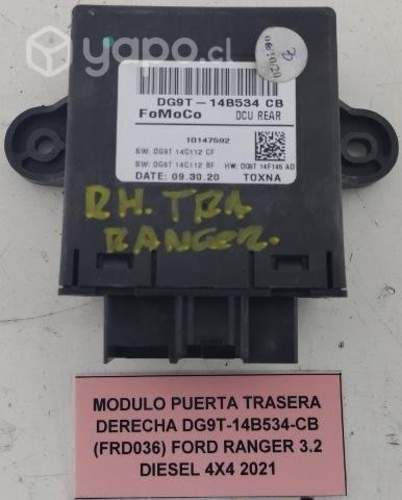 yapo.cl
DG9T-14B534 CB
FoMoCo DCU REAR
10147502
SW: DG9T 14C112 CF
SW: DG9T 14C112 BF HW: DG9T 14F145 AD
DATE: 09.30.20 TOXNA
RH. TRA
RANGER.
MODULO PUERTA TRASERA
DERECHA DG9T-14B534-CB
(FRD036) FORD RANGER 3.2
DIESEL 4X4 2021